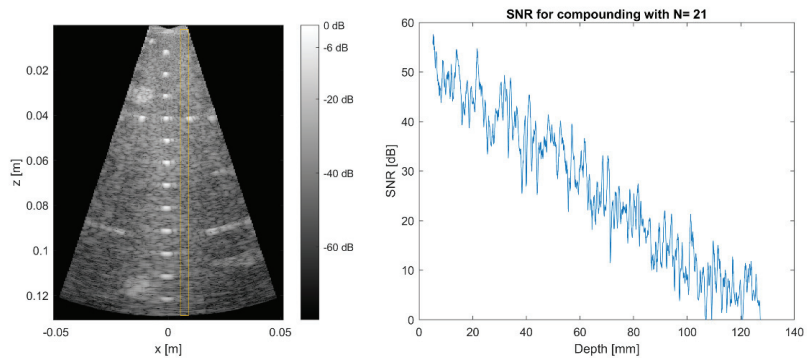 0 dB
-6 dB
-20 dB
-40 dB
-60 dB
0.02
0.04
0.06
0.08
0.1
0.12
z [m]
-0.05
0
0.05
x [m]
SNR for compounding with N= 21
60
50
40
30
20
10
0
SNR [dB]
0
20
40
60
80
100
120
140
Depth [mm]